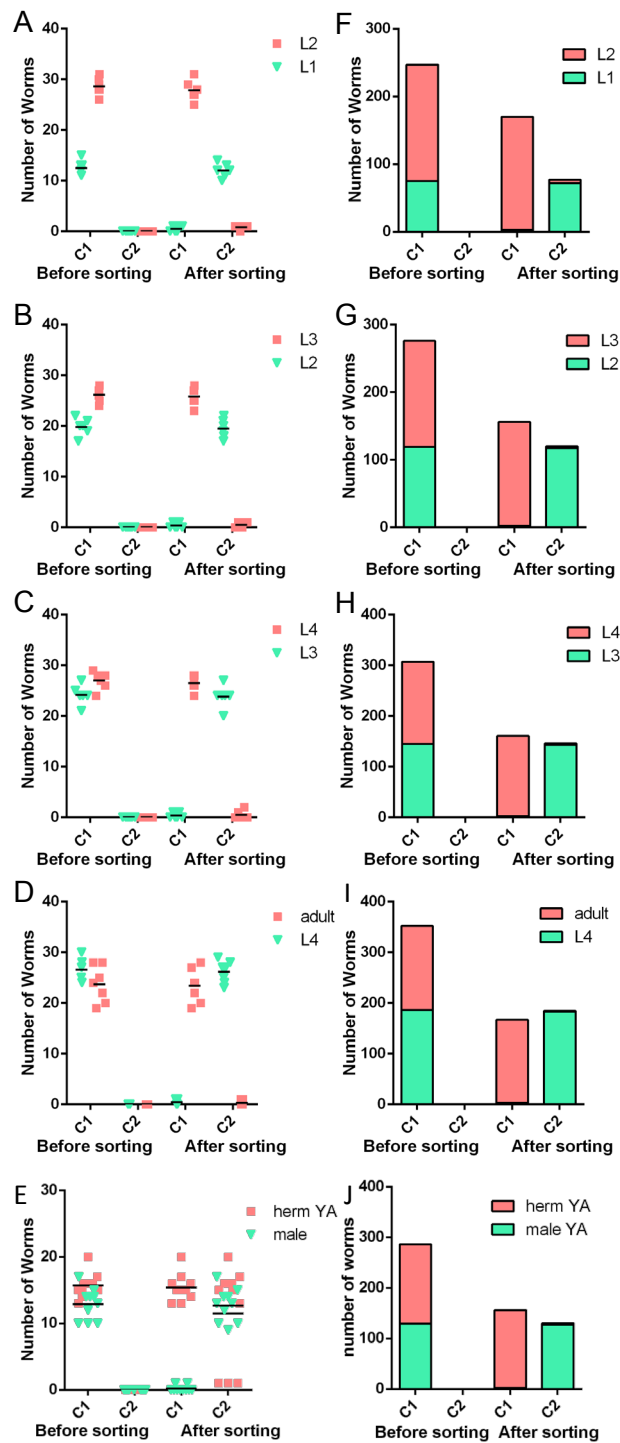 A
Number of Worms
40
30
20
10
0
L2
L1
C1
C2
C1
C2
Before sorting
After sorting
F
Number of Worms
300
200
100
0
L2
L1
C1
C2
C1
C2
Before sorting
After sorting
B
Number of Worms
40
30
20
10
0
L3
L2
C1
C2
C1
C2
Before sorting
After sorting
G
Number of Worms
300
200
100
0
L3
L2
C1
C2
C1
C2
Before sorting
After sorting
C
Number of Worms
40
30
20
10
0
L4
L3
C1
C2
C1
C2
Before sorting
After sorting
H
Number of Worms
400
300
200
100
0
L4
L3
C1
C2
C1
C2
Before sorting
After sorting
D
Number of Worms
40
30
20
10
0
adult
L4
C1
C2
C1
C2
Before sorting
After sorting
I
Number of Worms
400
300
200
100
0
adult
L4
C1
C2
C1
C2
Before sorting
After sorting
E
Number of Worms
30
20
10
0
herm YA
male
C1
C2
C1
C2
Before sorting
After sorting
J
number of worms
400
300
200
100
0
herm YA
male YA
C1
C2
C1
C2
Before sorting
After sorting